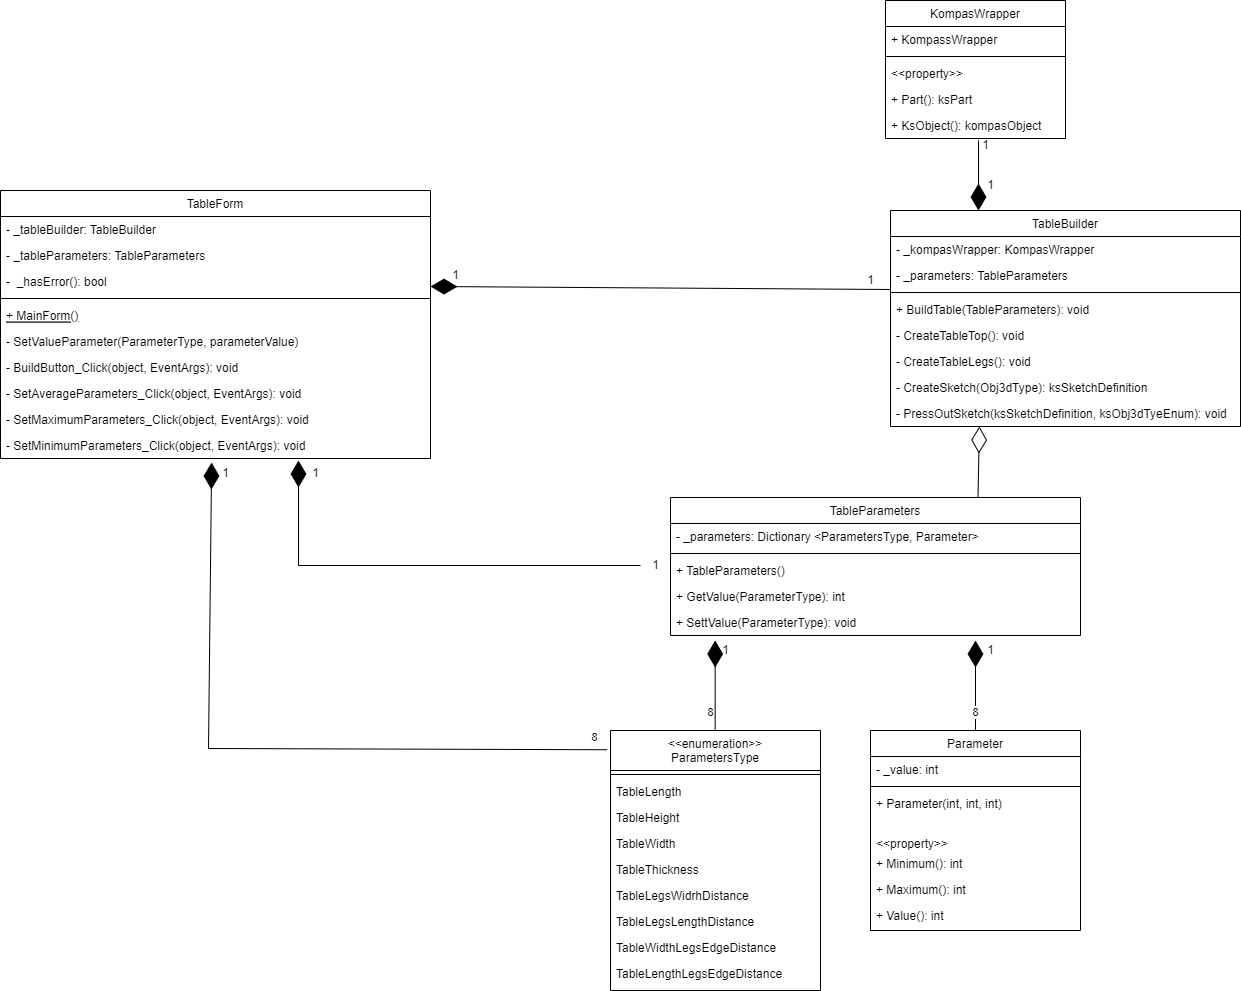 KompasWrapper
+ KompassWrapper
<<property>>
+ Part(): ksPart
+ KsObject(): kompasObject
1
1
TableForm
- _tableBuilder: TableBuilder
- _tableParameters: TableParameters
-  _hasError(): bool
+ MainForm()
- SetValueParameter(ParameterType, parameterValue)
- BuildButton_Click(object, EventArgs): void
- SetAverageParameters_Click(object, EventArgs): void
- SetMaximumParameters_Click(object, EventArgs): void
- SetMinimumParameters_Click(object, EventArgs): void
1
1
TableBuilder
- _kompasWrapper: KompasWrapper
- _parameters: TableParameters
+ BuildTable(TableParameters): void
- CreateTableTop(): void
- CreateTableLegs(): void
- CreateSketch(Obj3dType): ksSketchDefinition
- PressOutSketch(ksSketchDefinition, ksObj3dTyeEnum): void
1
1
1
TableParameters
- _parameters: Dictionary <ParametersType, Parameter>
+ TableParameters()
+ GetValue(ParameterType): int
+ SettValue(ParameterType): void
1
1
8
8
8
<<enumeration>>
ParametersType
TableLength
TableHeight
TableWidth
TableThickness
TableLegsWidrhDistance
TableLegsLengthDistance
TableWidthLegsEdgeDistance
TableLengthLegsEdgeDistance
Parameter
- _value: int
+ Parameter(int, int, int)
<<property>>
+ Minimum(): int
+ Maximum(): int
+ Value(): int